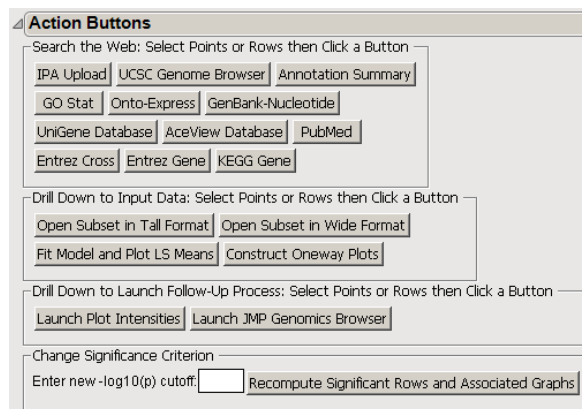 Action Buttons
Search the Web: Select Points or Rows then Click a Button
IPA Upload UCSC Genome Browser Annotation Summary
GO Stat Onto-Express GenBank-Nucleotide
UniGene Database AceView Database PubMed
Entrez Cross Entrez Gene KEGG Gene
Drill Down to Input Data: Select Points or Rows then Click a Button
Open Subset in Tall Format Open Subset in Wide Format
Fit Model and Plot LS Means Construct Oneway Plots
Drill Down to Launch Follow-Up Process: Select Points or Rows then Click a Button
Launch Plot Intensities Launch JMP Genomics Browser
Change Significance Criterion
Enter new -log10(p) cutoff: Recompute Significant Rows and Associated Graphs